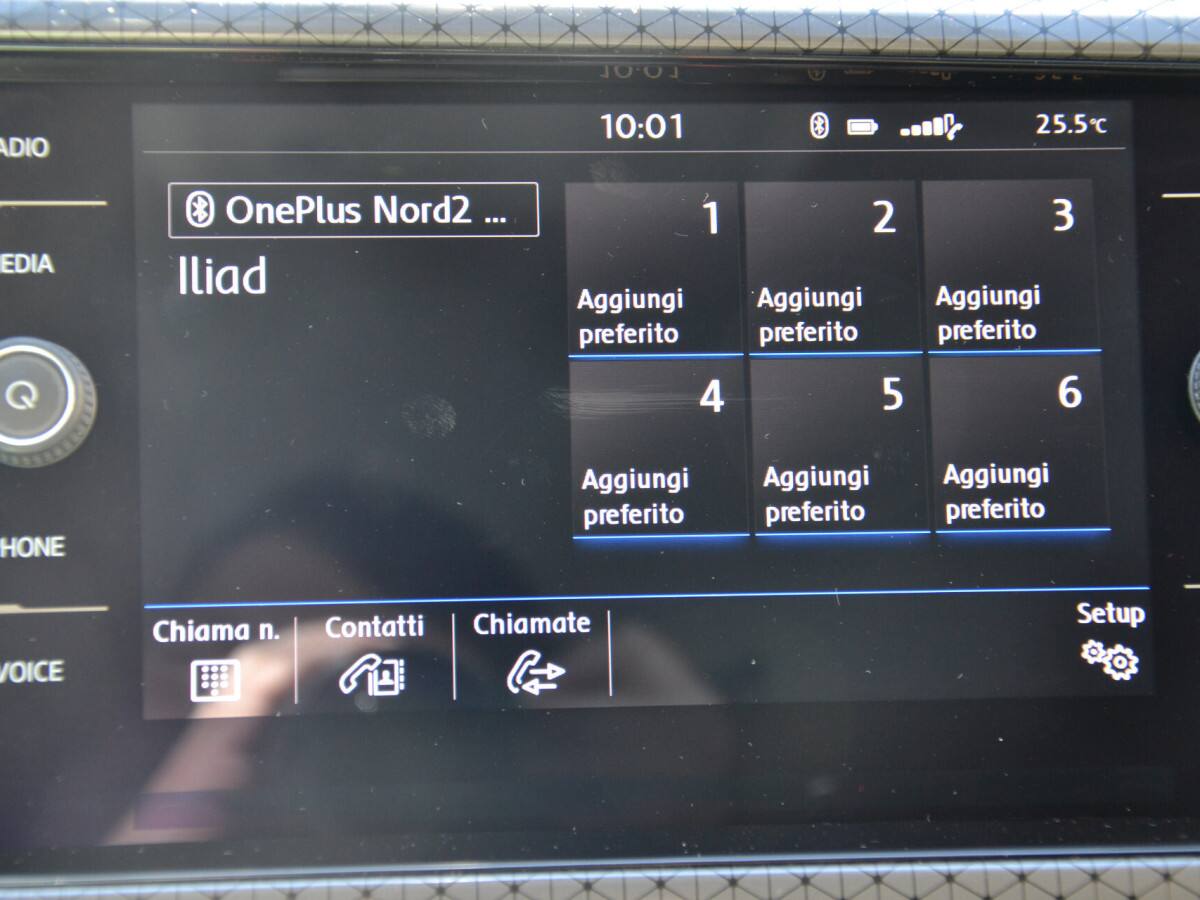 10:01 25.5°C
ADIO
EDIA
HONE
VOICE
OnePlus Nord2 ...
Iliad
1 2 3
Aggiungi preferito
Aggiungi preferito
Aggiungi preferito
4 5 6
Aggiungi preferito
Aggiungi preferito
Aggiungi preferito
Chiama n. Contatti Chiamate Setup